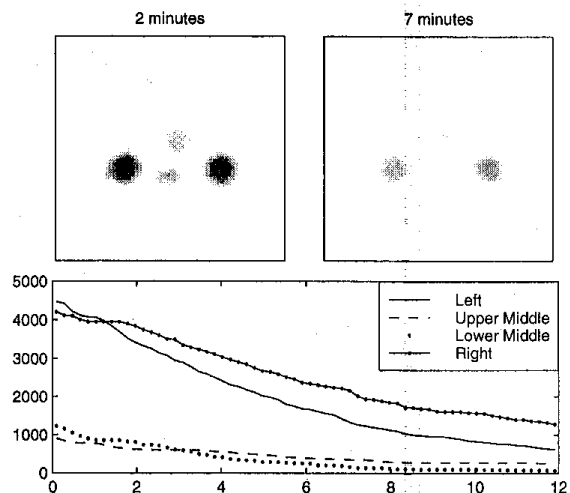 2 minutes
7 minutes
5000
4000
3000
2000
1000
0
Left
Upper Middle
Lower Middle
Right
0 2 4 6 8 10 12